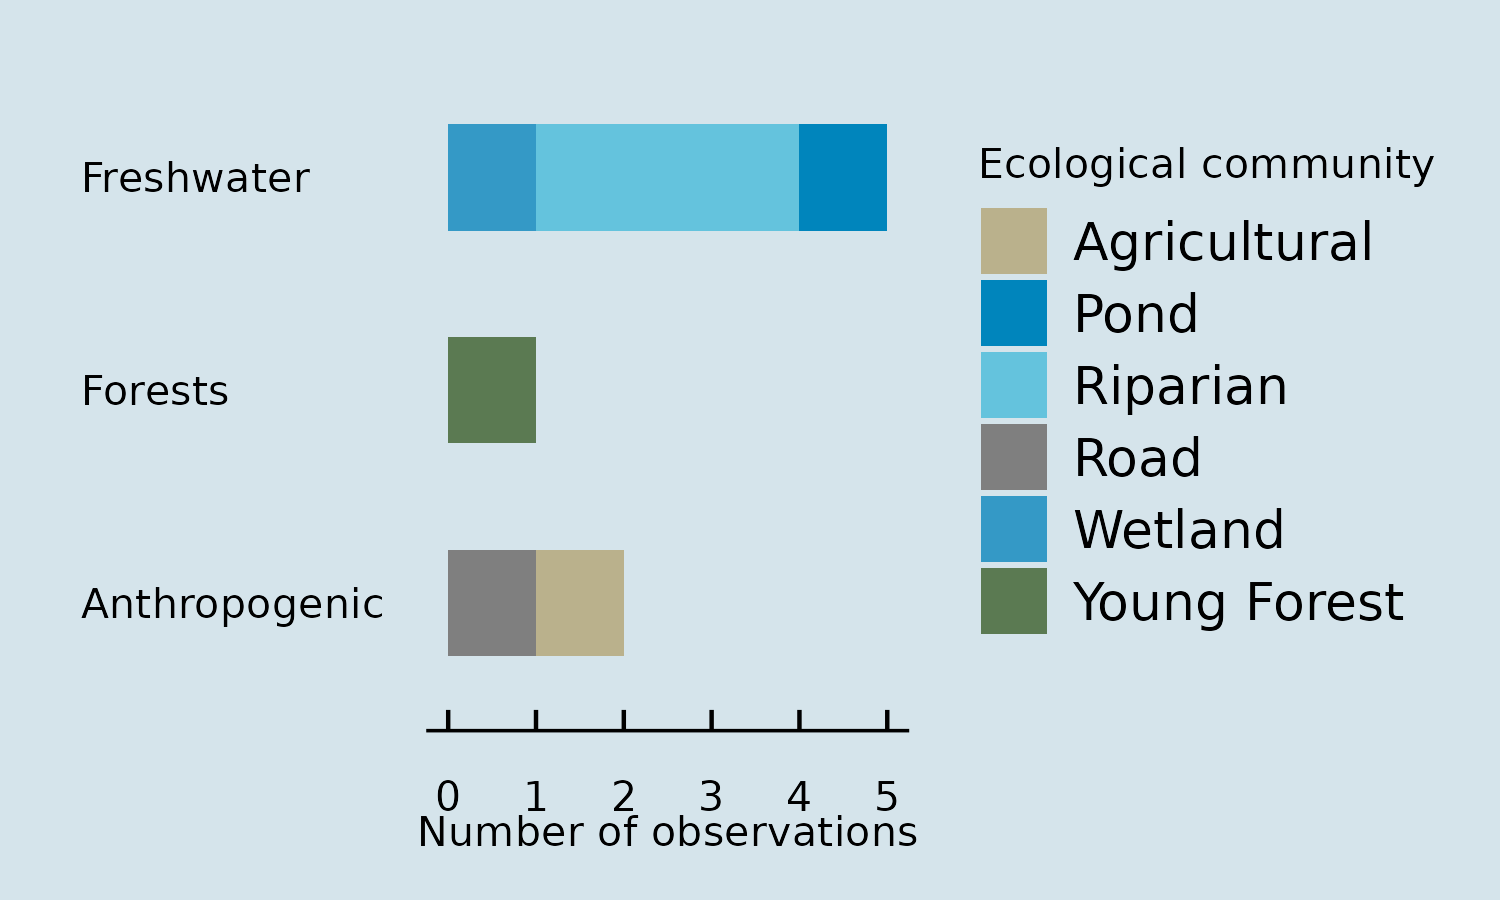 Freshwater
Forests
Anthropogenic
0 1 2 3 4 5
Number of observations
Ecological community
Agricultural
Pond
Riparian
Road
Wetland
Young Forest